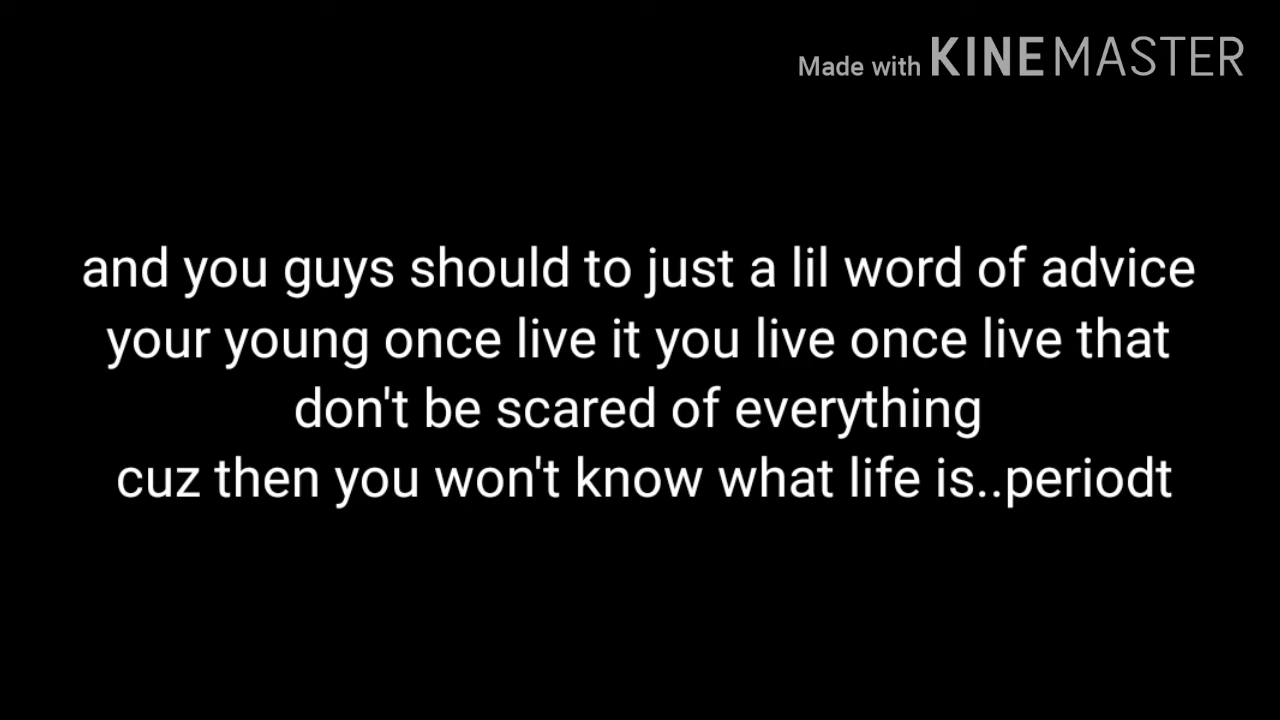 Made with KINEMASTER
and you guys should to just a lil word of advice
your young once live it you live once live that
don't be scared of everything
cuz then you won't know what life is..periodt